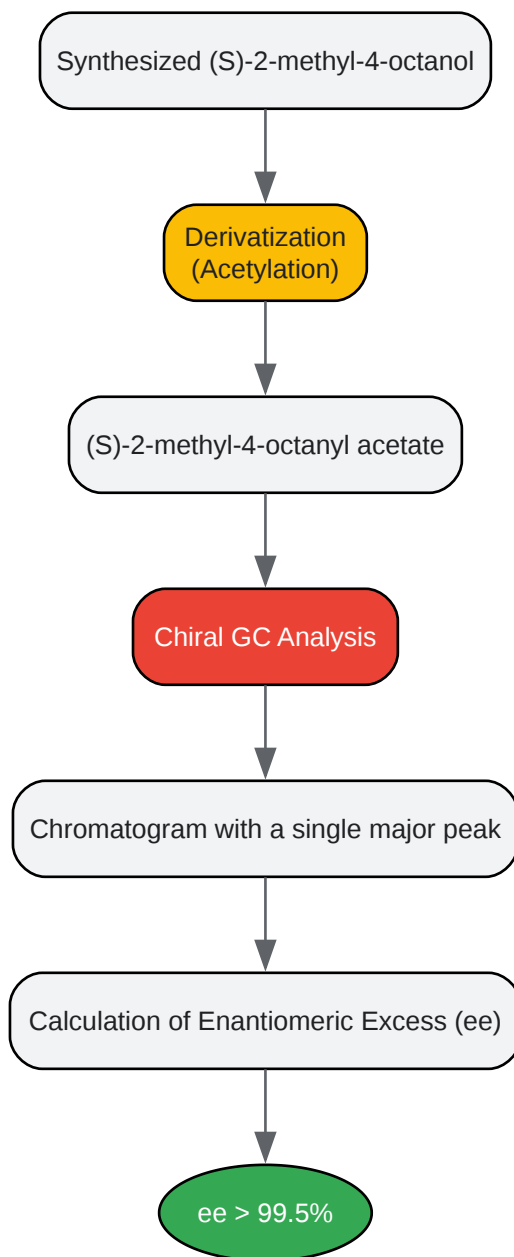 Synthesized (S)-2-methyl-4-octanol
Derivatization
(Acetylation)
(S)-2-methyl-4-octanyl acetate
Chiral GC Analysis
Chromatogram with a single major peak
Calculation of Enantiomeric Excess (ee)
ee > 99.5%